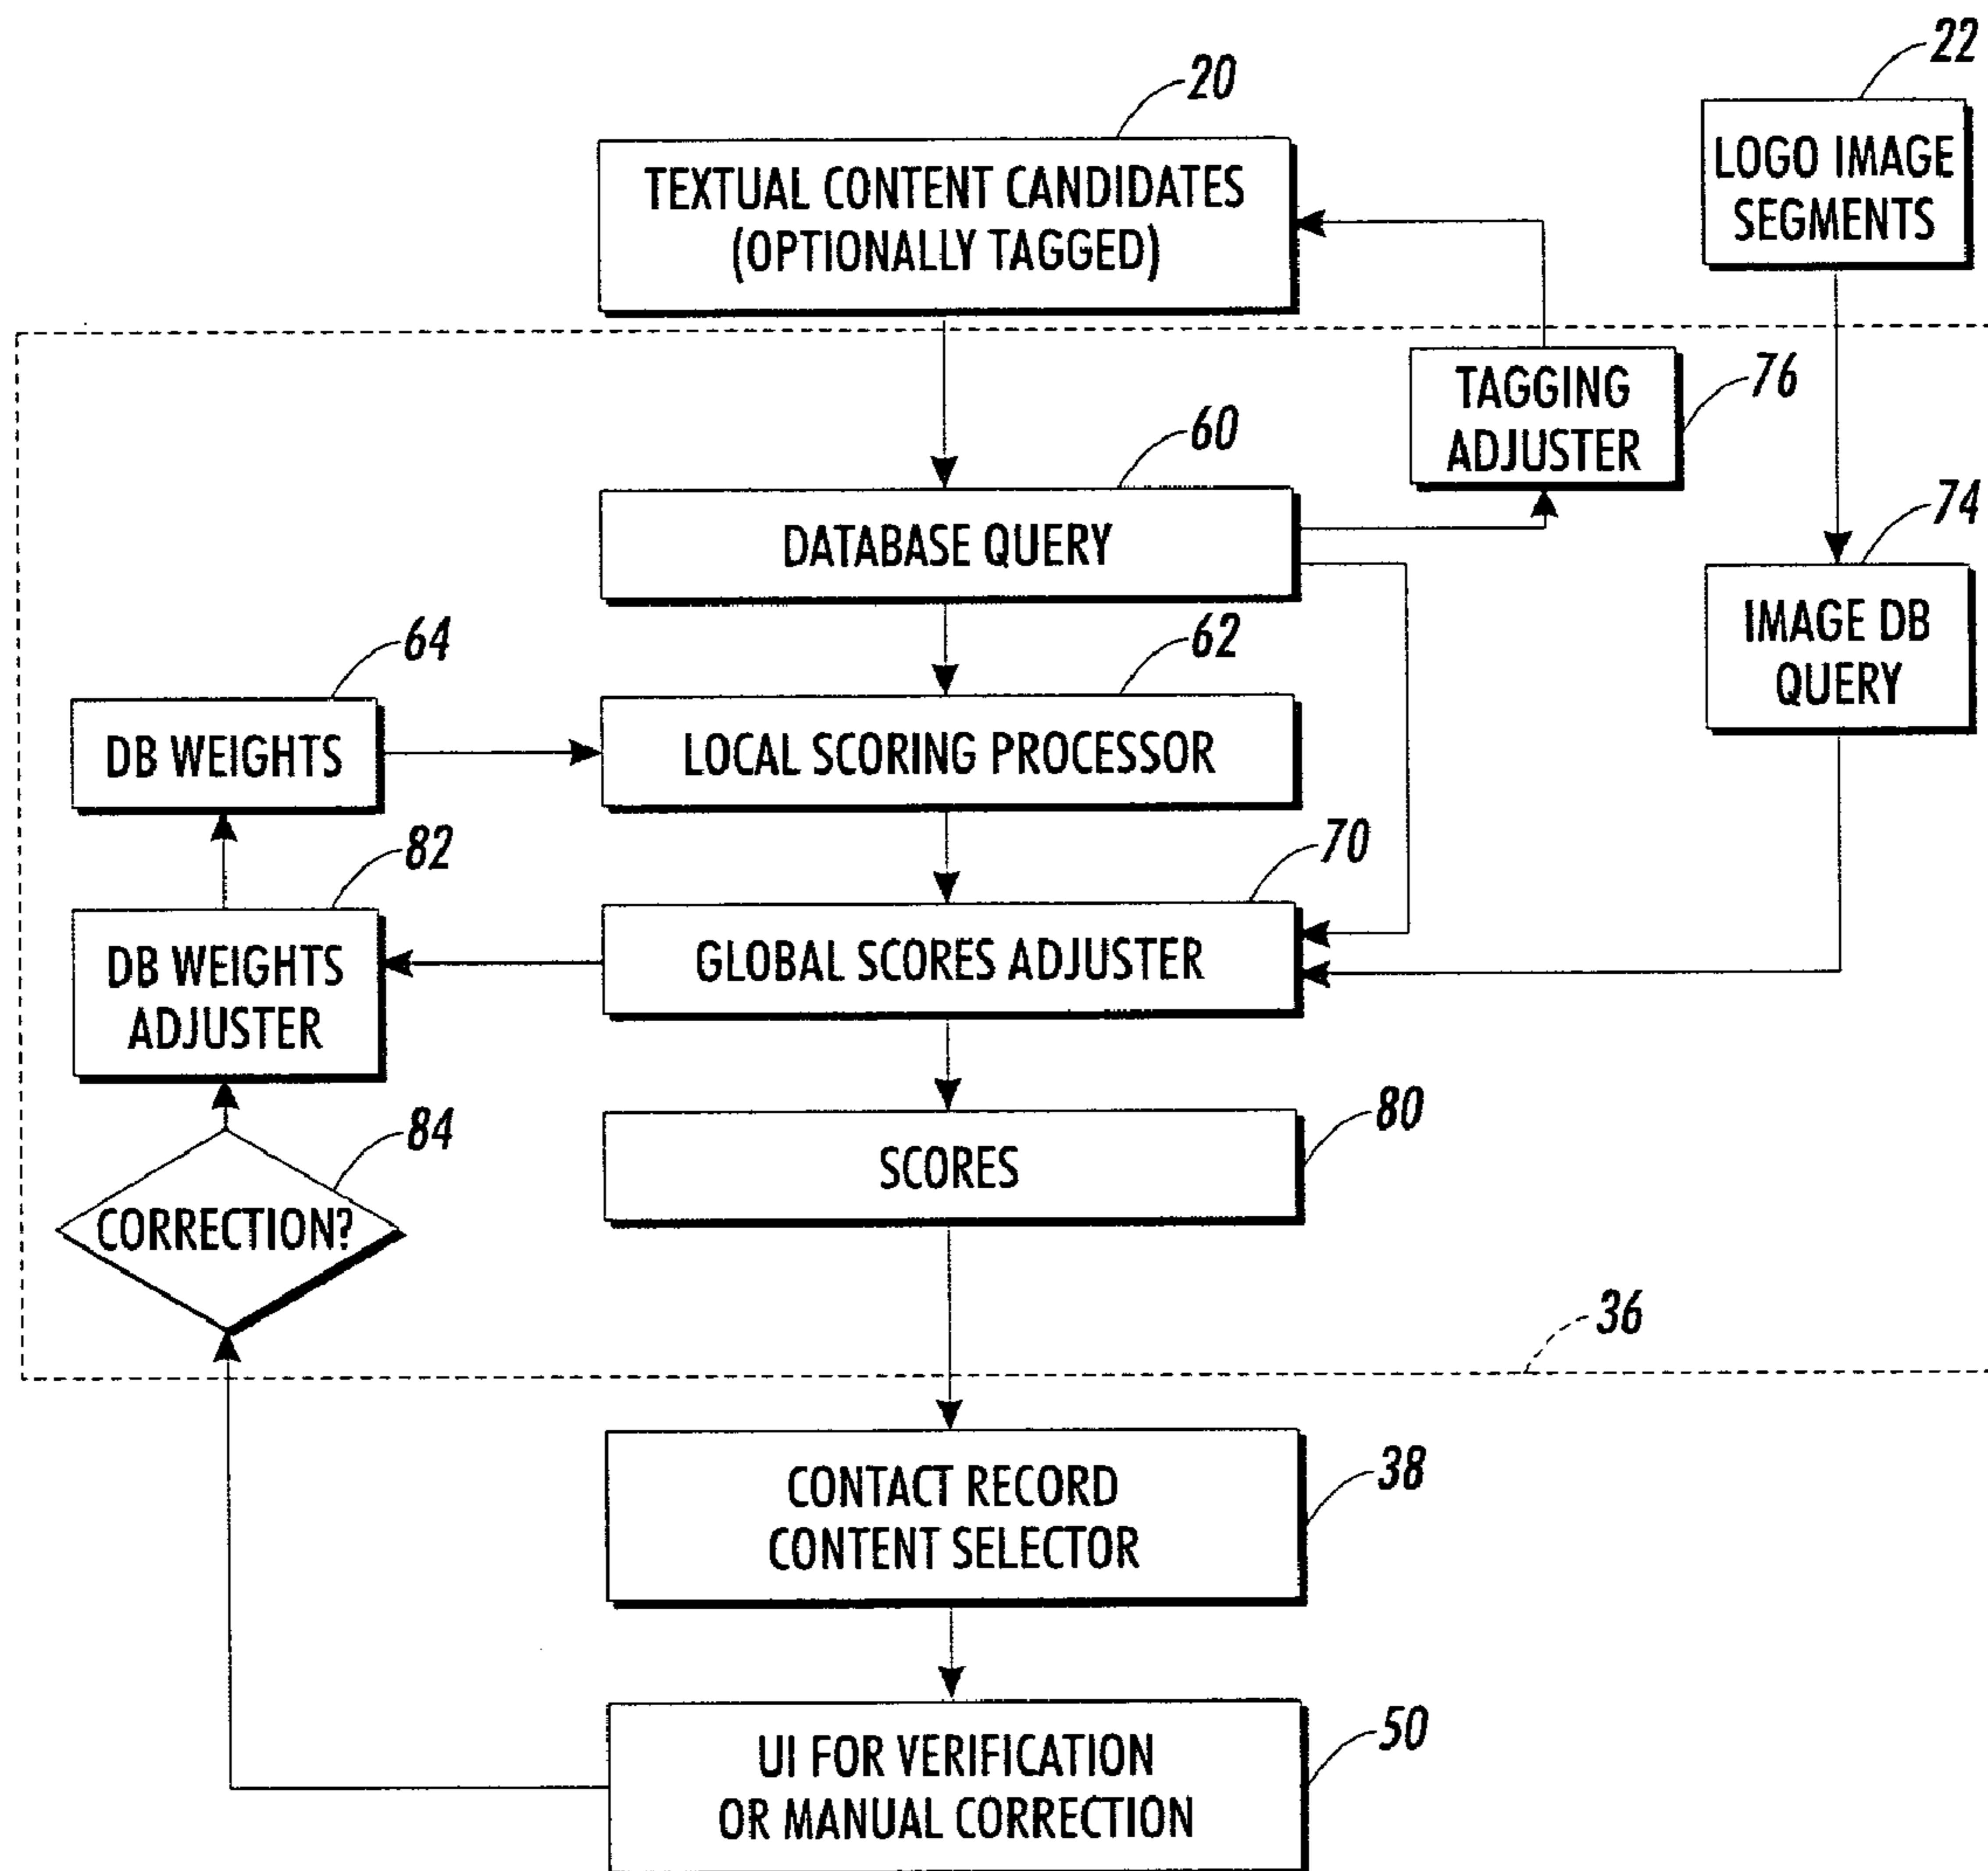 22
20
LOGO IMAGE
SEGMENTS
TEXTUAL CONTENT CANDIDATES
(OPTIONALLY TAGGED)
TAGGING
ADJUSTER
76
60
DATABASE QUERY
74
IMAGE DB
QUERY
64
62
DB WEIGHTS
LOCAL SCORING PROCESSOR
82
70
DB WEIGHTS
ADJUSTER
GLOBAL SCORES ADJUSTER
84
80
CORRECTION?
SCORES
36
CONTACT RECORD
CONTENT SELECTOR
38
UI FOR VERIFICATION
OR MANUAL CORRECTION
50